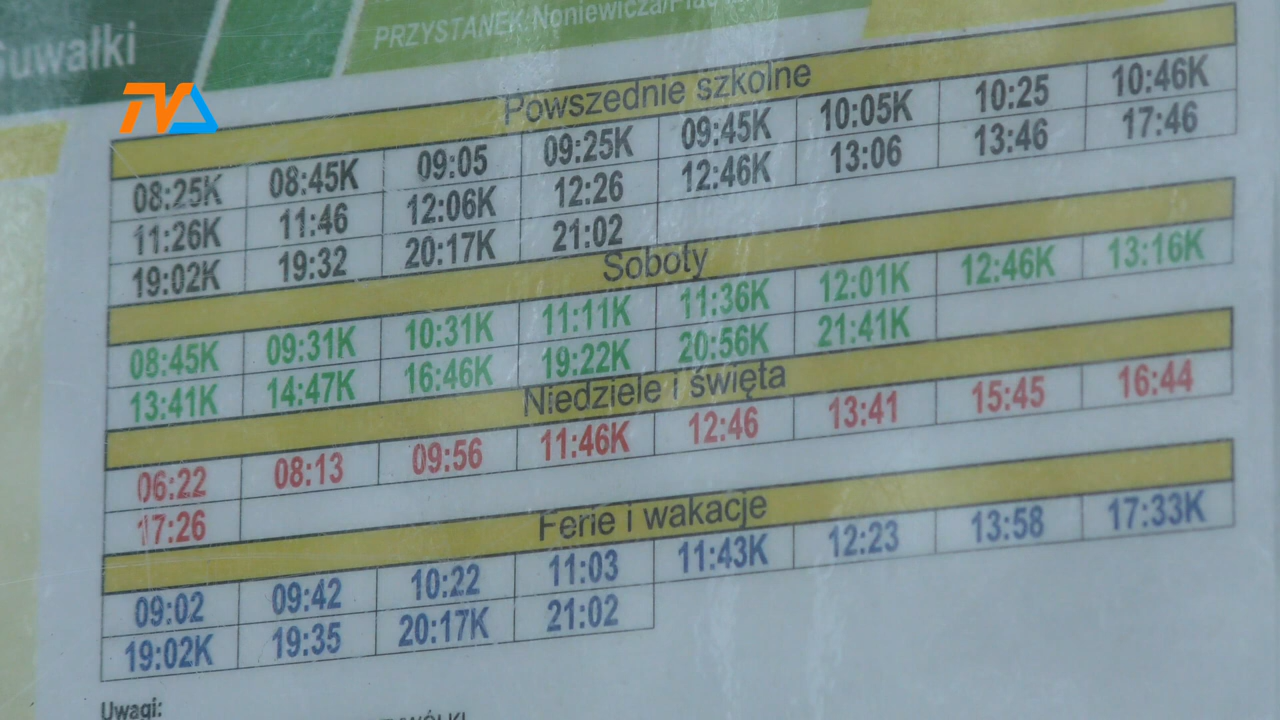 Suwałki
PRZYSTANEK: Noniewicza/Plac
TVA
Powszednie szkolne
08:25K 08:45K 09:05 09:25K 09:45K 10:05K 10:25 10:46K
11:26K 11:46 12:06K 12:26 12:46K 13:06 13:46 17:46
19:02K 19:32 20:17K 21:02
Soboty
08:45K 09:31K 10:31K 11:11K 11:36K 12:01K 12:46K 13:16K
13:41K 14:47K 16:46K 19:22K 20:56K 21:41K
Niedziele i święta
06:22 08:13 09:56 11:46K 12:46 13:41 15:45 16:44
17:26
Ferie i wakacje
09:02 09:42 10:22 11:03 11:43K 12:23 13:58 17:33K
19:02K 19:35 20:17K 21:02
Uwagi: